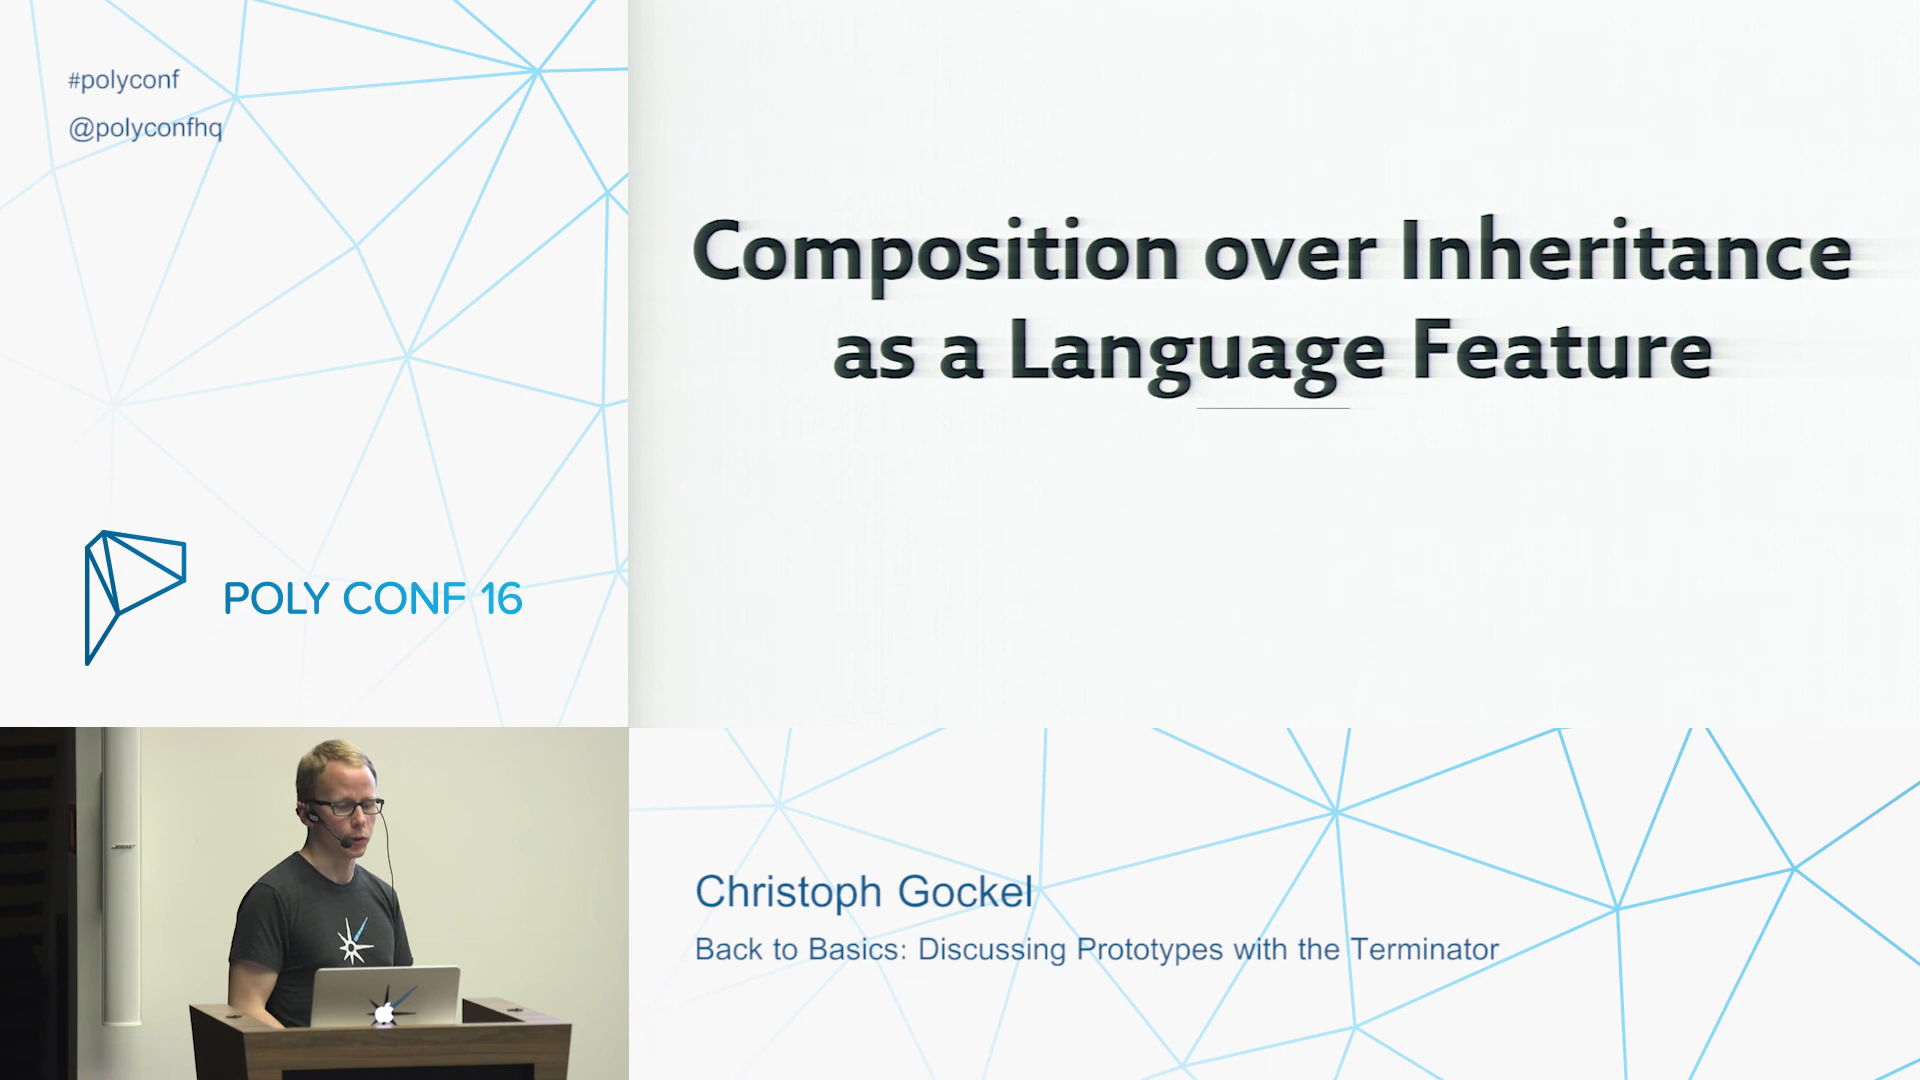 #polyconf
@polyconfhq
Composition over Inheritance
as a Language Feature
POLY CONF 16
Christoph Gockel
Back to Basics: Discussing Prototypes with the Terminator